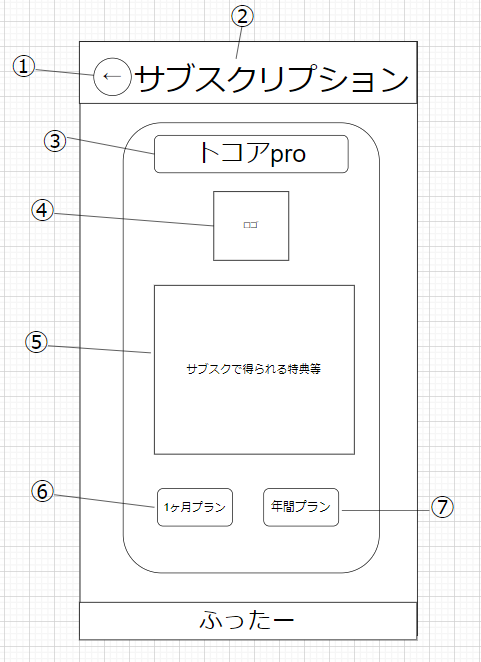 ②
①
←
サブスクリプション
③
トコアpro
④
ロゴ
⑤
サブスクで得られる特典等
⑥
1ヶ月プラン
年間プラン
⑦
ふったー